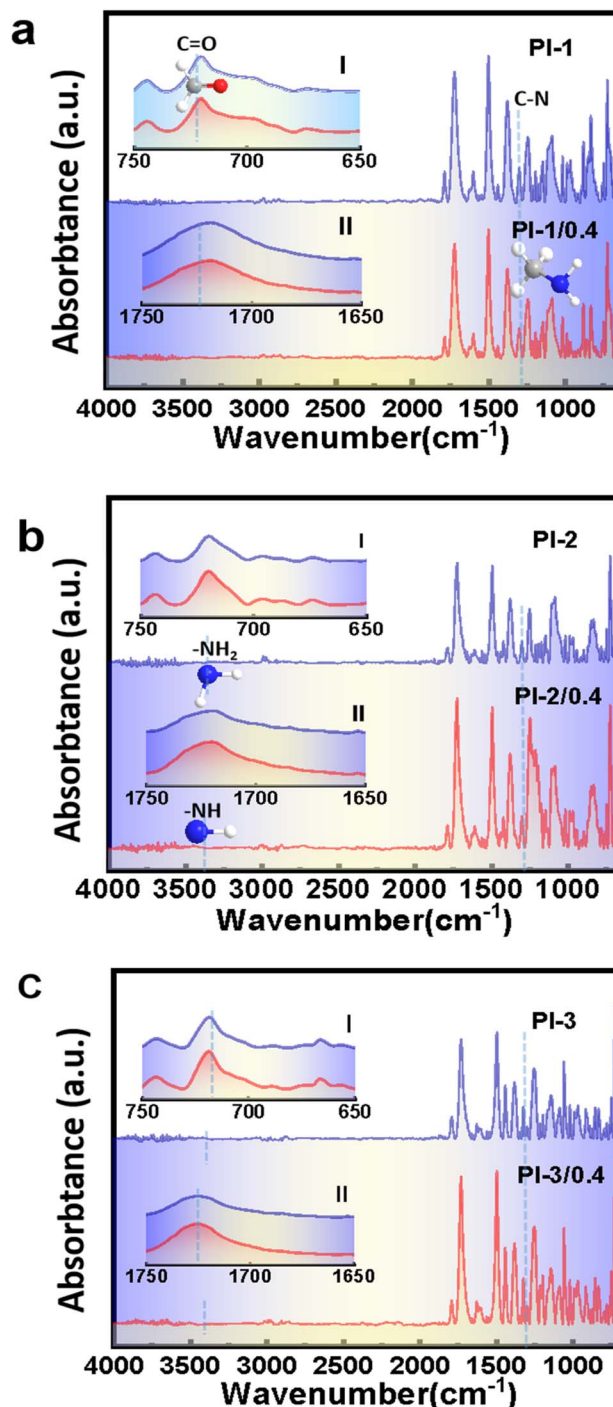 a
C=O
I
PI-1
C-N
750 700 650
II
PI-1/0.4
1750 1700 1650
Absorbtance (a.u.)
4000 3500 3000 2500 2000 1500 1000
Wavenumber(cm-1)
b
I
PI-2
750 700 650
-NH2
PI-2/0.4
II
1750 1700 1650
-NH
Absorbtance (a.u.)
4000 3500 3000 2500 2000 1500 1000
Wavenumber(cm-1)
c
I
PI-3
750 700 650
PI-3/0.4
II
1750 1700 1650
Absorbtance (a.u.)
4000 3500 3000 2500 2000 1500 1000
Wavenumber(cm-1)